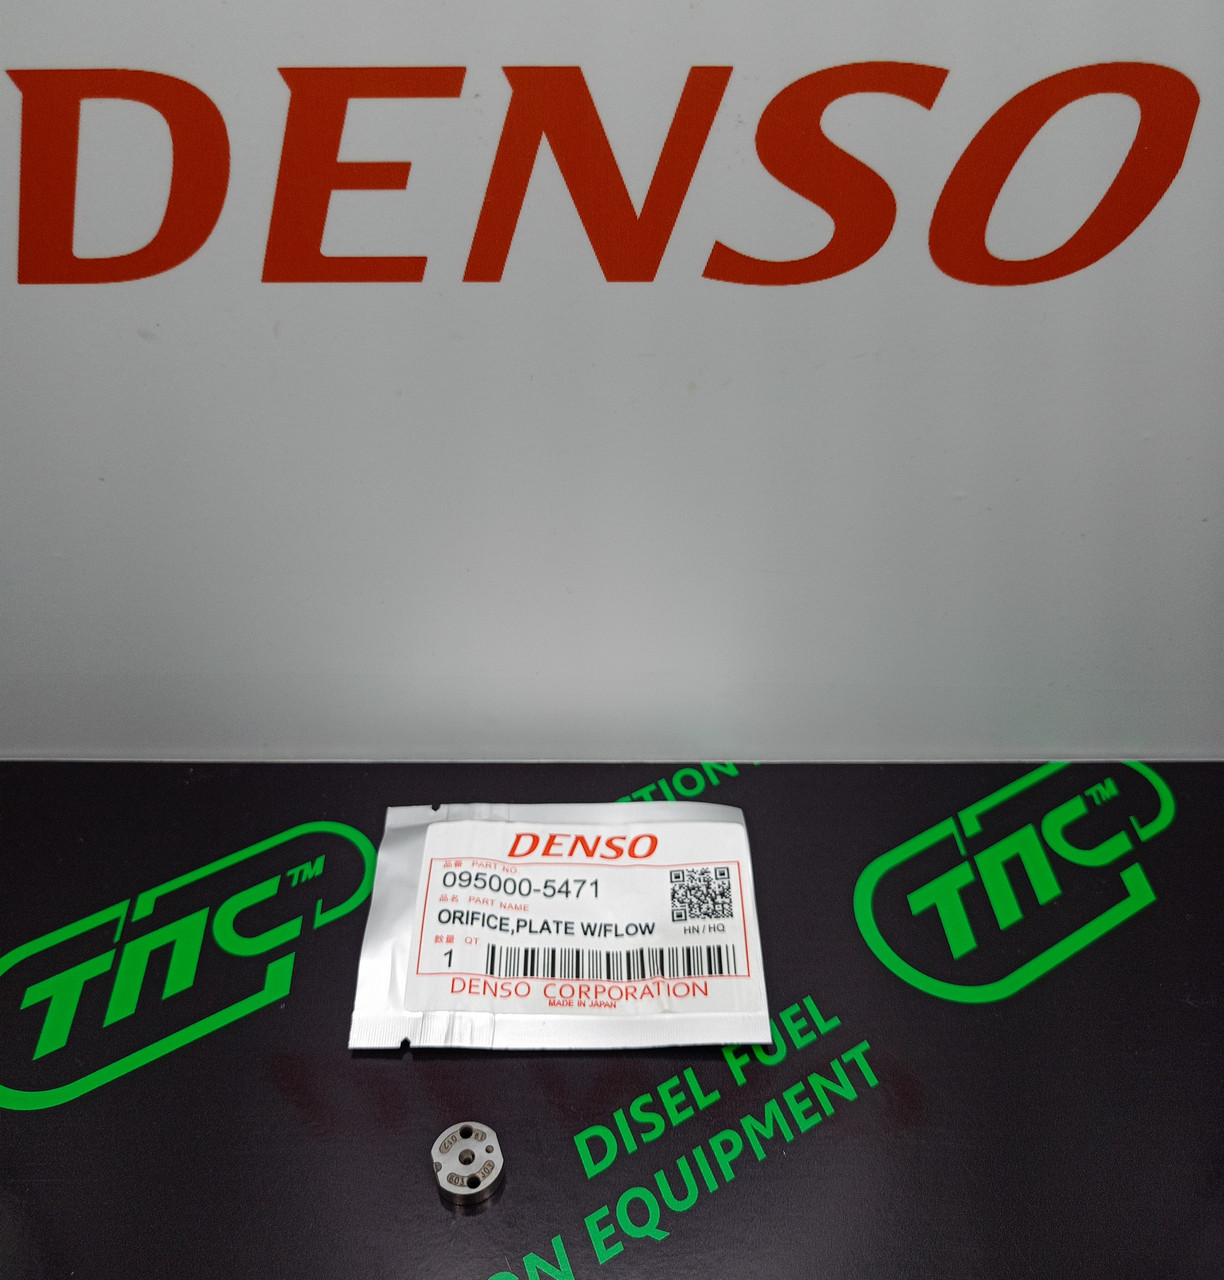 DENSO
TION
DENSO
品番 PART NO.
095000-5471
品名 PART NAME
ORIFICE,PLATE W/FLOW
HN / HQ
数量 QT
1
DENSO CORPORATION
MADE IN JAPAN
TNC™
TNC™
DISEL FUEL
ON EQUIPMENT